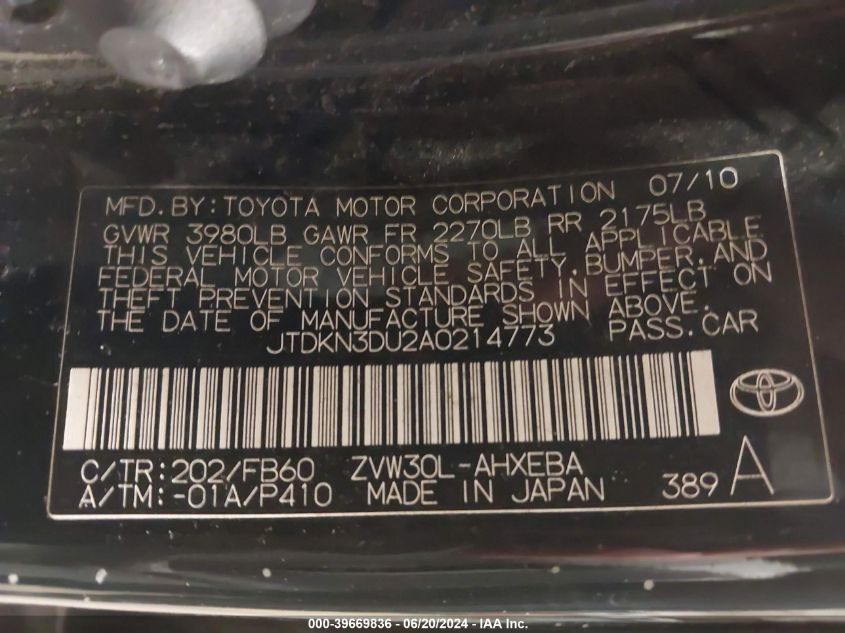 MFD.BY:TOYOTA MOTOR CORPORATION 07/10
GVWR 3980LB GAWR FR 2270LB RR 2175LB
THIS VEHICLE CONFORMS TO ALL APPLICABLE
FEDERAL MOTOR VEHICLE SAFETY,BUMPER,AND
THEFT PREVENTION STANDARDS IN EFFECT ON
THE DATE OF MANUFACTURE SHOWN ABOVE.
JTDKN3DU2A0214773 PASS.CAR
C/TR:202/FB60 ZVW30L-AHXEBA
A/TM:-01A/P410 MADE IN JAPAN 389 A
000-39669836 - 06/20/2024 - IAA Inc.